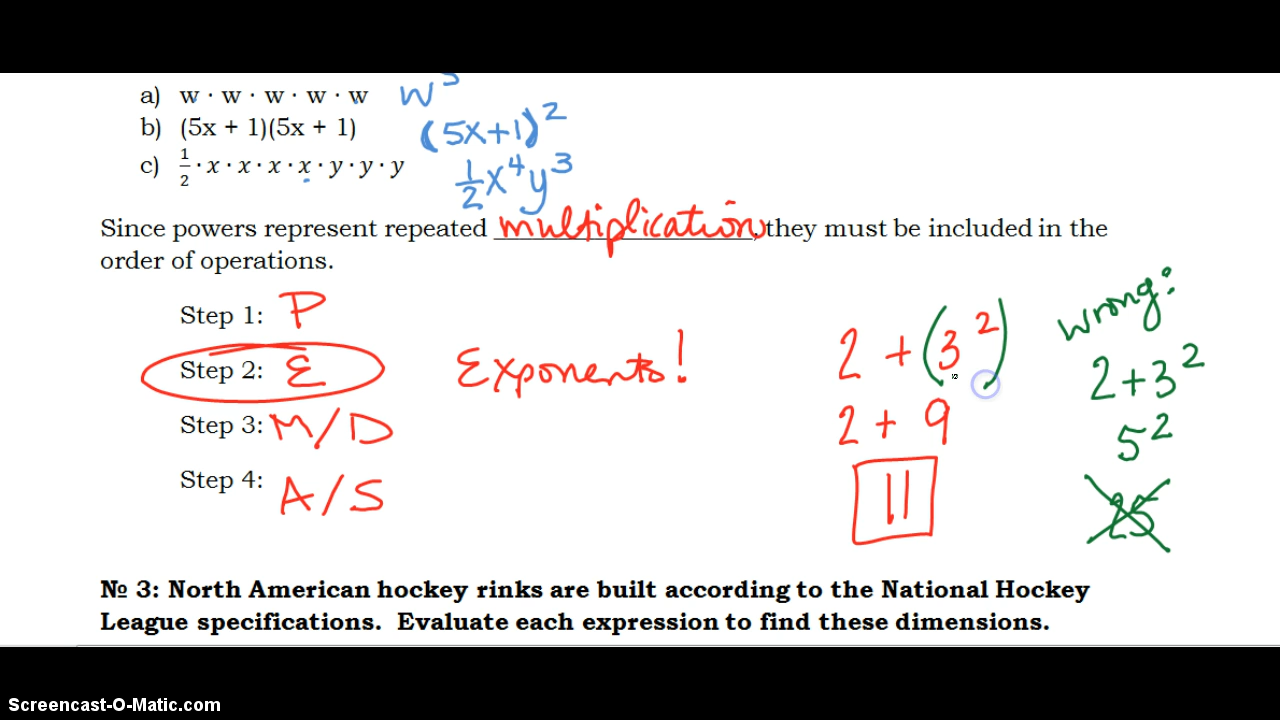 a) w · w · w · w · w w⁵
b) (5x + 1)(5x + 1) (5x+1)²
c) 1/2 · x · x · x · x · y · y · y 1/2x⁴y³
Since powers represent repeated multiplication, they must be included in the
order of operations.
Step 1: P
Step 2: E Exponents!
Step 3: M/D
Step 4: A/S
2 + (3²)
2 + 9
11
wrong:
2+3²
5²
25
№ 3: North American hockey rinks are built according to the National Hockey
League specifications. Evaluate each expression to find these dimensions.
Screencast-O-Matic.com